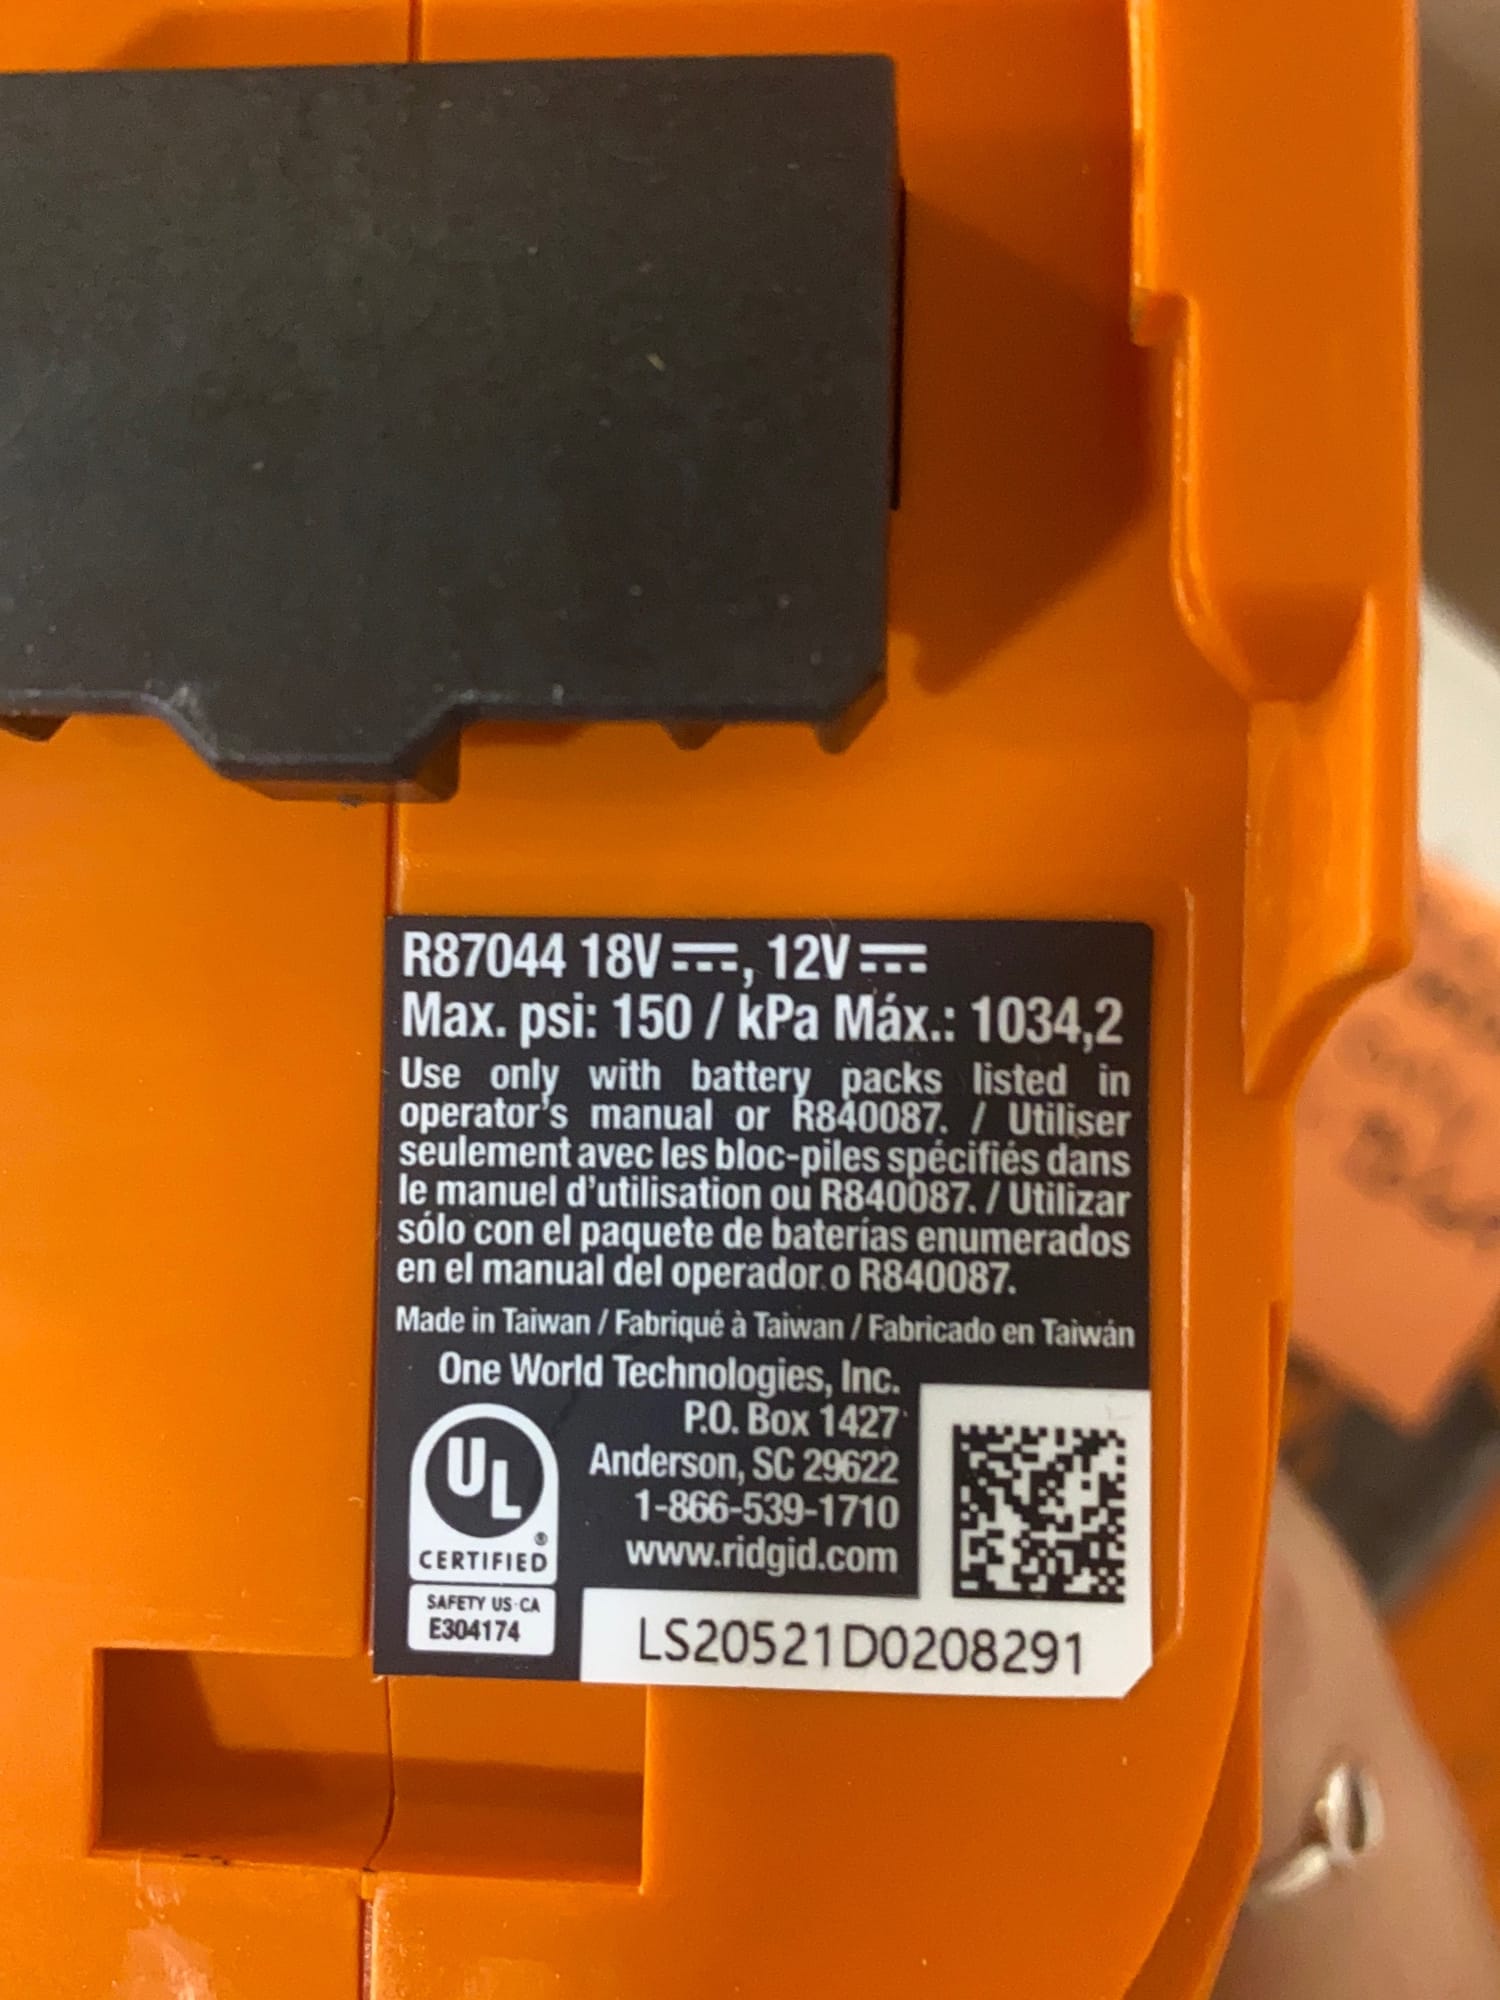 R87044 18V ⎓, 12V ⎓
Max. psi: 150 / kPa Máx.: 1034,2
Use only with battery packs listed in
operator's manual or R840087. / Utiliser
seulement avec les bloc-piles spécifiés dans
le manuel d'utilisation ou R840087. / Utilizar
sólo con el paquete de baterías enumerados
en el manual del operador o R840087.
Made in Taiwan / Fabriqué à Taiwan / Fabricado en Taiwán
One World Technologies, Inc.
P.O. Box 1427
Anderson, SC 29622
1-866-539-1710
www.ridgid.com
UL ®
CERTIFIED
SAFETY US·CA
E304174
LS20521D0208291